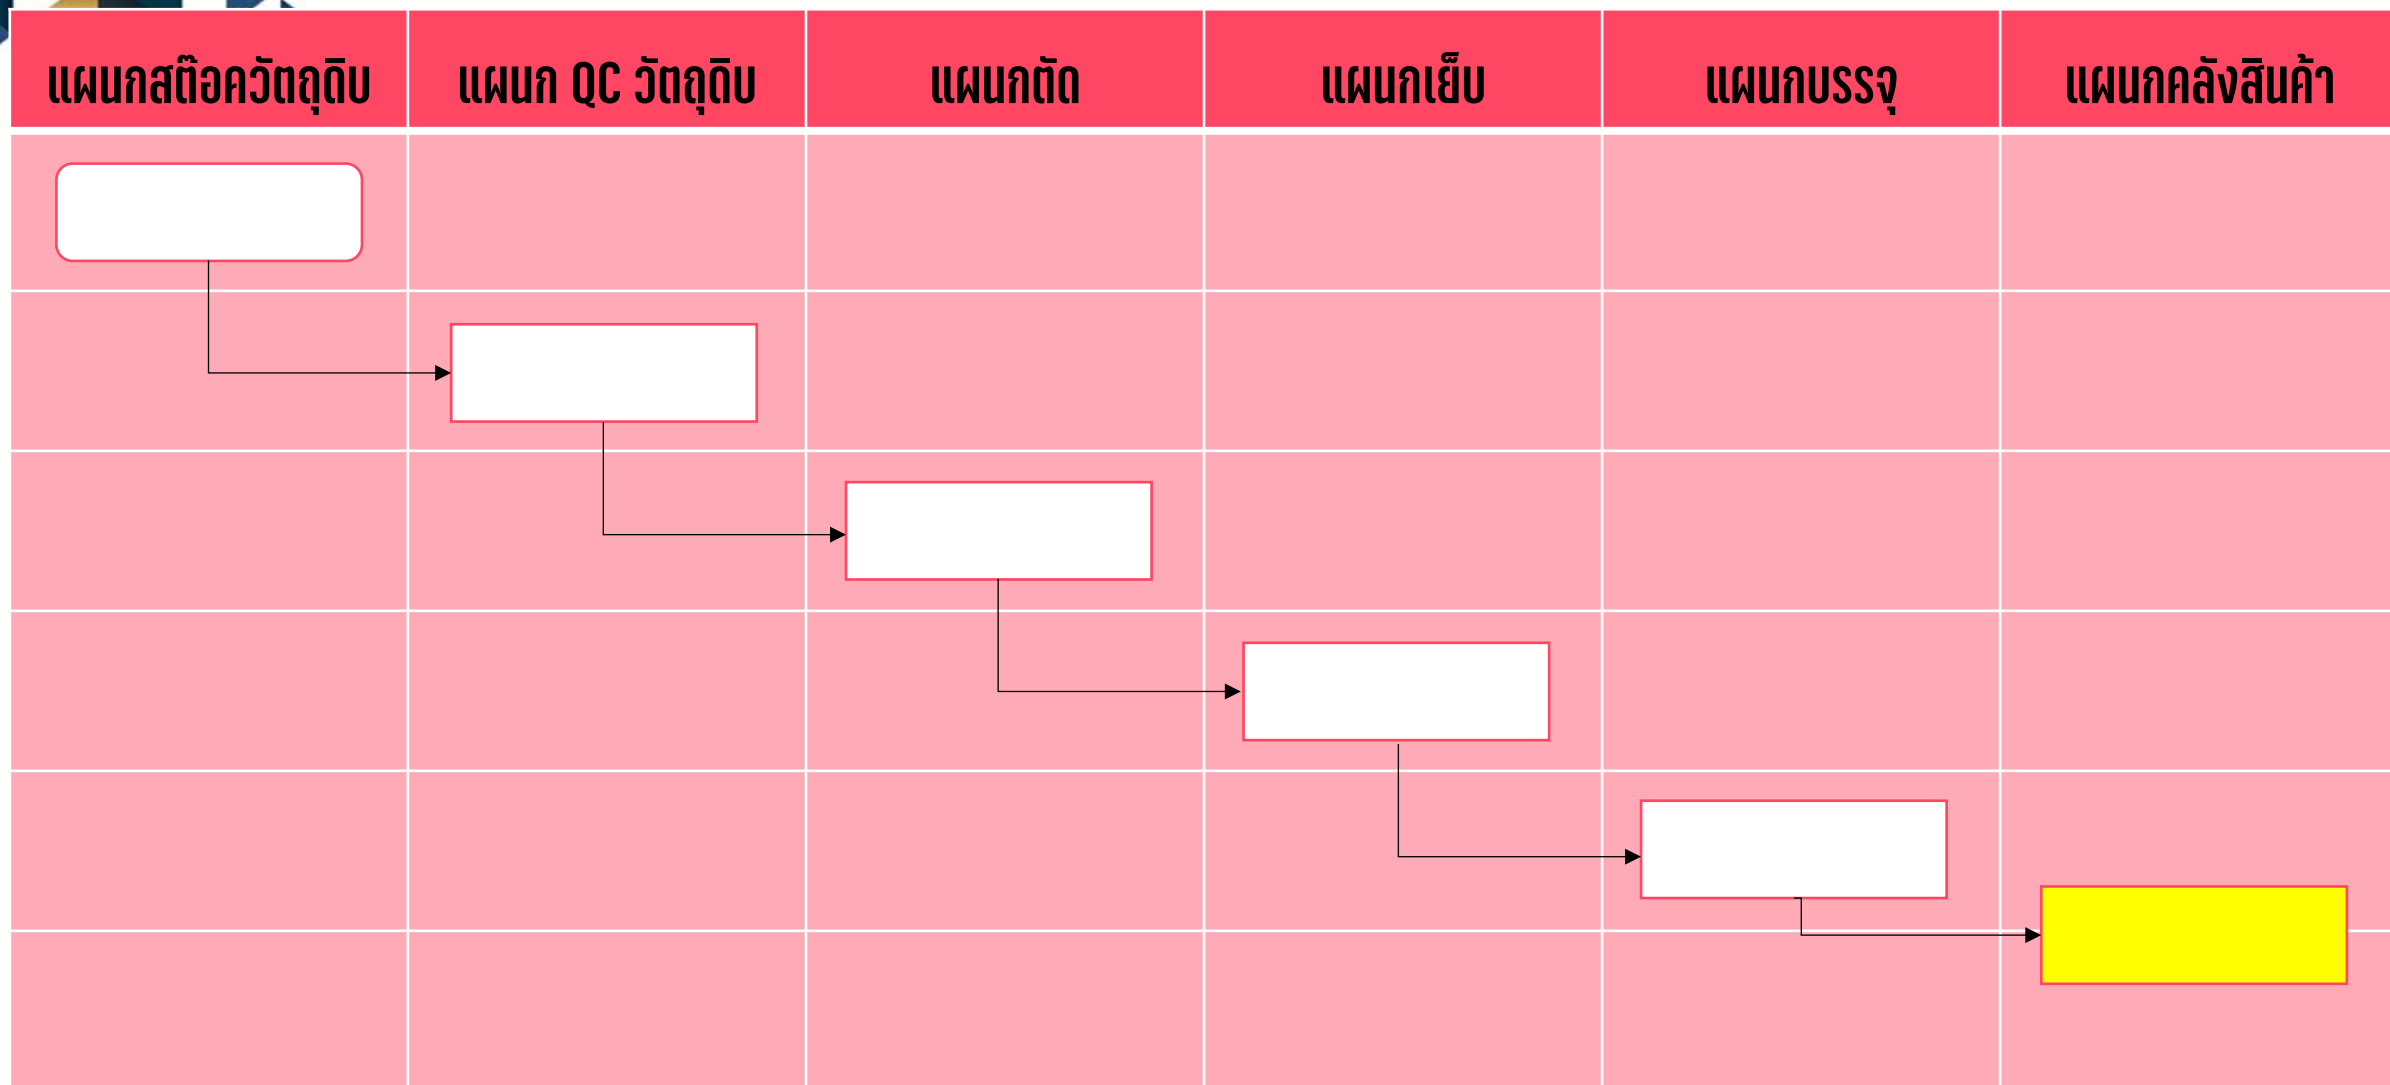 แผนกสต๊อควัตถุดิบ
แผนก QC วัตถุดิบ
แผนกตัด
แผนกเย็บ
แผนกบรรจุ
แผนกคลังสินค้า